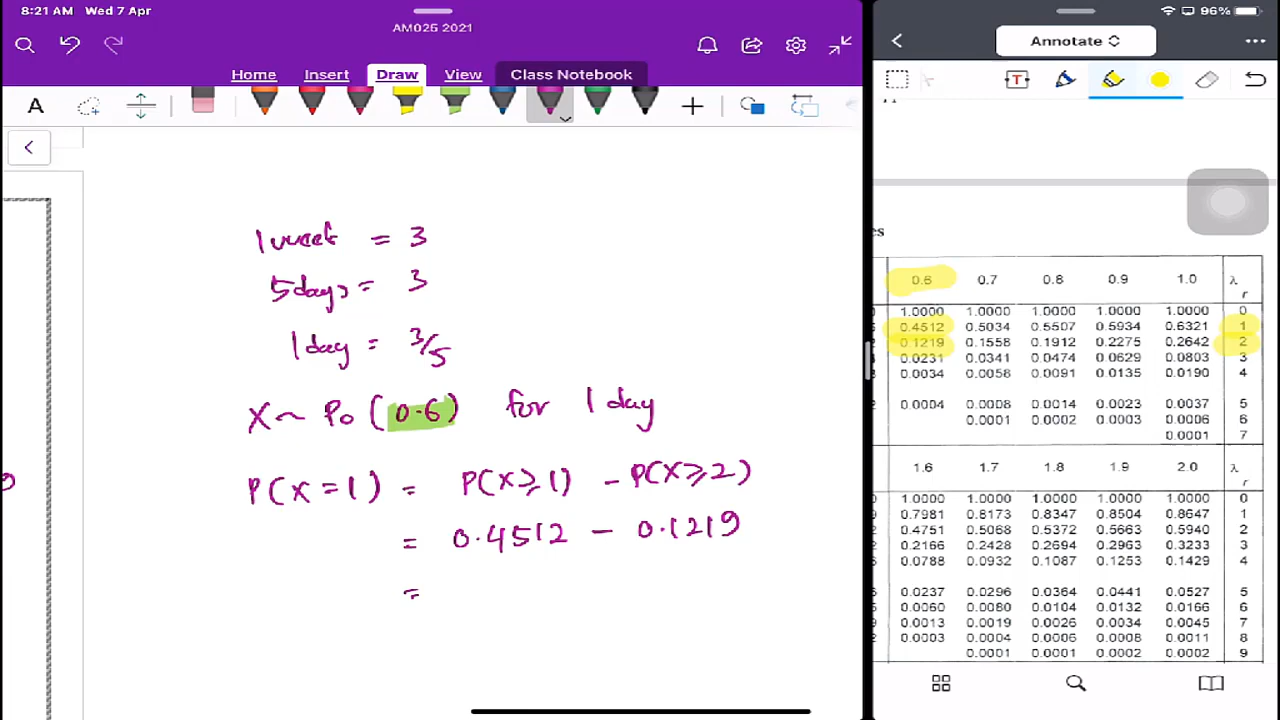 8:21 AM Wed 7 Apr
96%
AM025 2021
Annotate
Home Insert Draw View Class Notebook
A
T
1 week = 3
5 days = 3
1 day = 3/5
X ~ Po (0.6) for 1 day
P(X = 1) = P(X ≥ 1) - P(X ≥ 2)
= 0.4512 - 0.1219
=
es
0.6 0.7 0.8 0.9 1.0 λ
r
1.0000 1.0000 1.0000 1.0000 1.0000 0
0.4512 0.5034 0.5507 0.5934 0.6321 1
0.1219 0.1558 0.1912 0.2275 0.2642 2
0.0231 0.0341 0.0474 0.0629 0.0803 3
0.0034 0.0058 0.0091 0.0135 0.0190 4
0.0004 0.0008 0.0014 0.0023 0.0037 5
0.0001 0.0002 0.0003 0.0006 6
0.0001 7
1.6 1.7 1.8 1.9 2.0 λ
r
1.0000 1.0000 1.0000 1.0000 1.0000 0
0.7981 0.8173 0.8347 0.8504 0.8647 1
0.4751 0.5068 0.5372 0.5663 0.5940 2
0.2166 0.2428 0.2694 0.2963 0.3233 3
0.0788 0.0932 0.1087 0.1253 0.1429 4
0.0237 0.0296 0.0364 0.0441 0.0527 5
0.0060 0.0080 0.0104 0.0132 0.0166 6
0.0013 0.0019 0.0026 0.0034 0.0045 7
0.0003 0.0004 0.0006 0.0008 0.0011 8
0.0001 0.0001 0.0002 0.0002 9